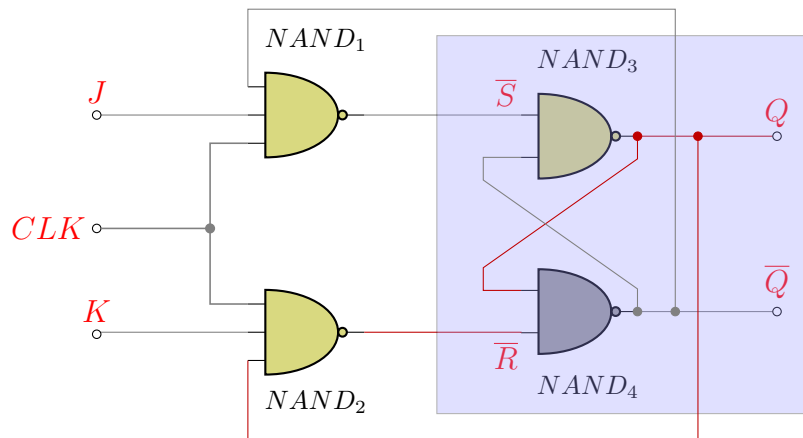 NAND₁
NAND₃
J
S̅
Q
CLK
K
Q̅
R̅
NAND₂
NAND₄